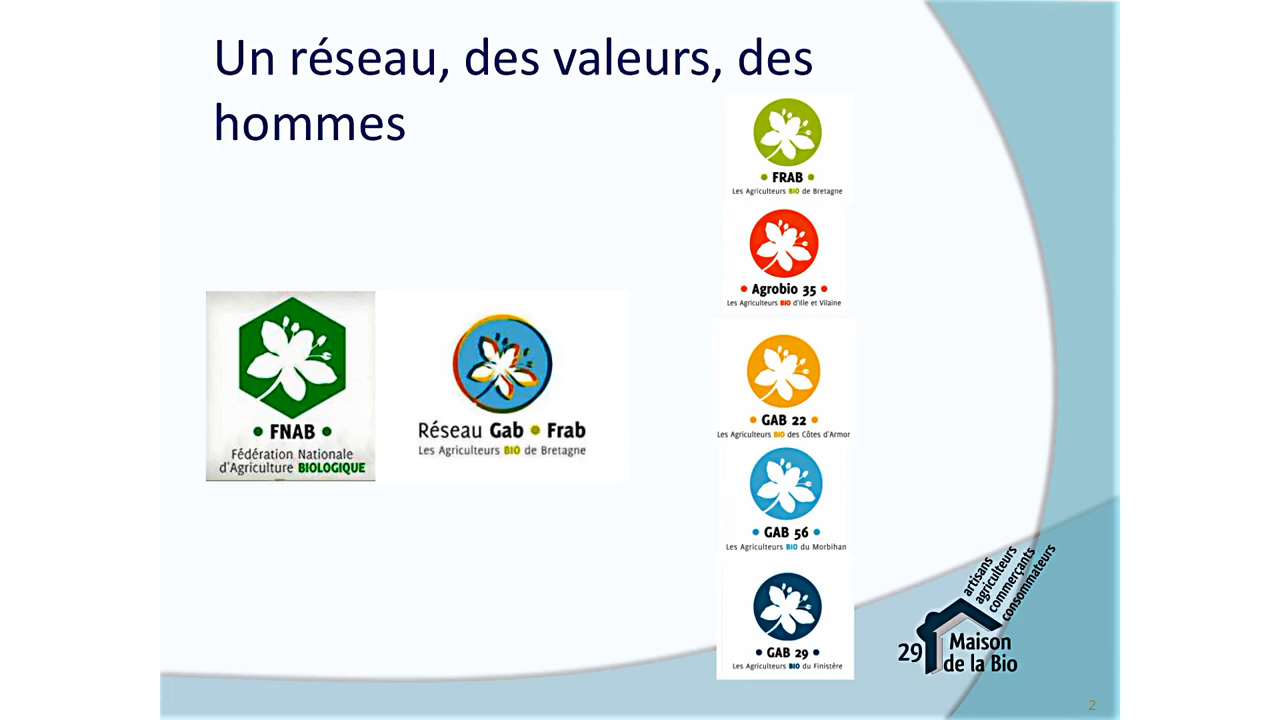 Un réseau, des valeurs, des
hommes
• FNAB •
Fédération Nationale
d'Agriculture BIOLOGIQUE
Réseau Gab • Frab
Les Agriculteurs BIO de Bretagne
• FRAB •
Les Agriculteurs BIO de Bretagne
• Agrobio 35 •
Les Agriculteurs BIO d'Ille et Vilaine
• GAB 22 •
Les Agriculteurs BIO des Côtes d'Armor
• GAB 56 •
Les Agriculteurs BIO du Morbihan
• GAB 29 •
Les Agriculteurs BIO du Finistère
artisans
agriculteurs
commerçants
consommateurs
29 Maison
de la Bio
2